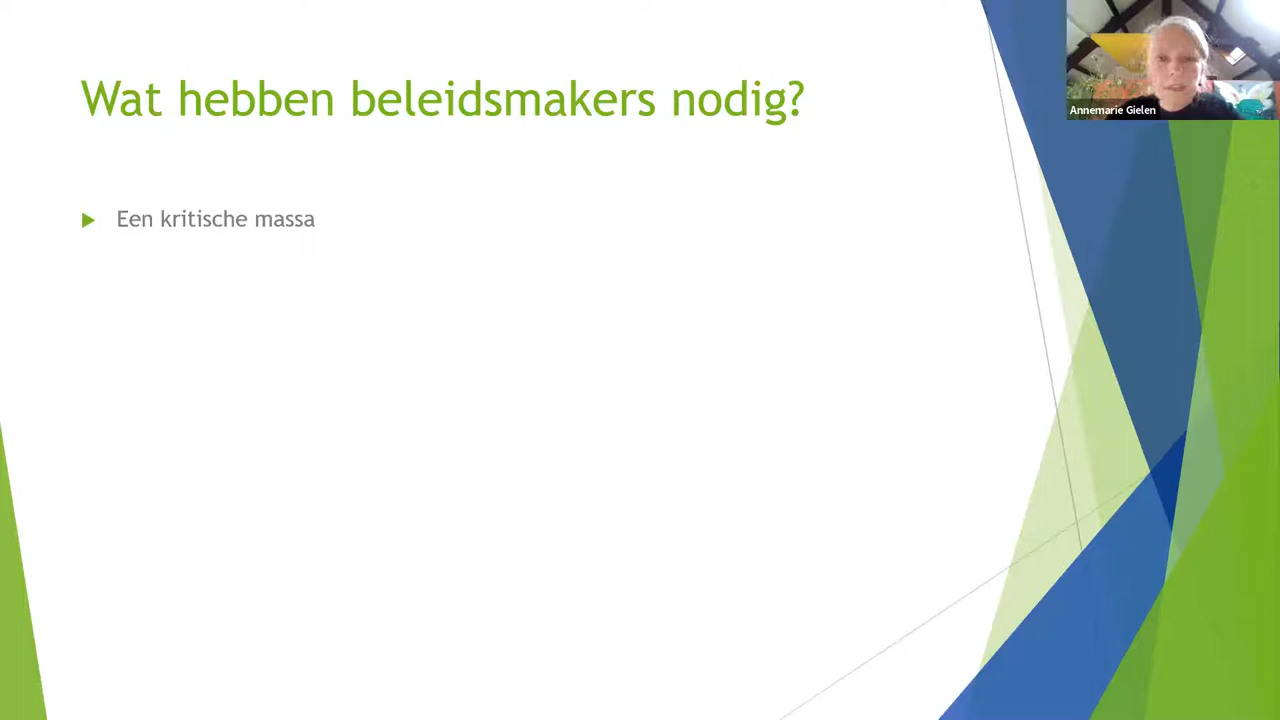 Wat hebben beleidsmakers nodig?
Een kritische massa
Annemarie Gielen